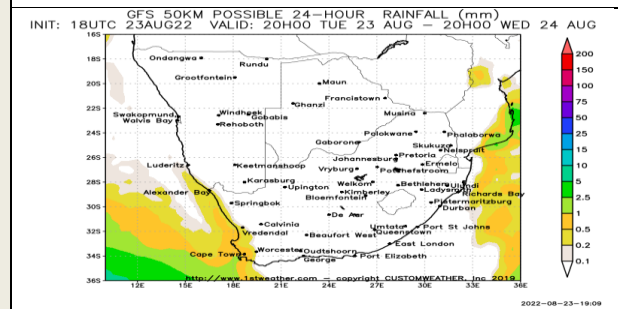 GFS 50KM POSSIBLE 24-HOUR RAINFALL (mm)
INIT: 18UTC 23AUG22 VALID: 20H00 TUE 23 AUG - 20H00 WED 24 AUG
16S
18S
20S
22S
24S
26S
28S
30S
32S
34S
36S
Ondangwa
Rundu
Grootfontein
Maun
Francistown
Ghanzi
Musina
Swakopmund
Windhoek
Gobabis
Walvis Bay
Rehoboth
Polokwane
Phalaborwa
Gaborone
Skukuza
Nelspruit
Pretoria
Johannesburg
Luderitz
Keetmanshoop
Vryburg
Potchefstroom
Ermelo
Karasburg
Upington
Welkom
Bethlehem
Ulundi
Alexander Bay
Kimberley
Ladysmith
Richards Bay
Bloemfontein
Springbok
Pietermaritzburg
Durban
De Aar
Calvinia
Vredendal
Umtata
Port St Johns
Beaufort West
Queenstown
East London
Cape Town
Worcester
Oudtshoorn
George
Port Elizabeth
http://www.1stweather.com - copyright CUSTOMWEATHER, Inc 2019
12E 15E 18E 21E 24E 27E 30E 33E 36E
200
150
100
75
50
25
15
10
5
2.5
1
0.5
0.2
0.1
2022-08-23-19:09